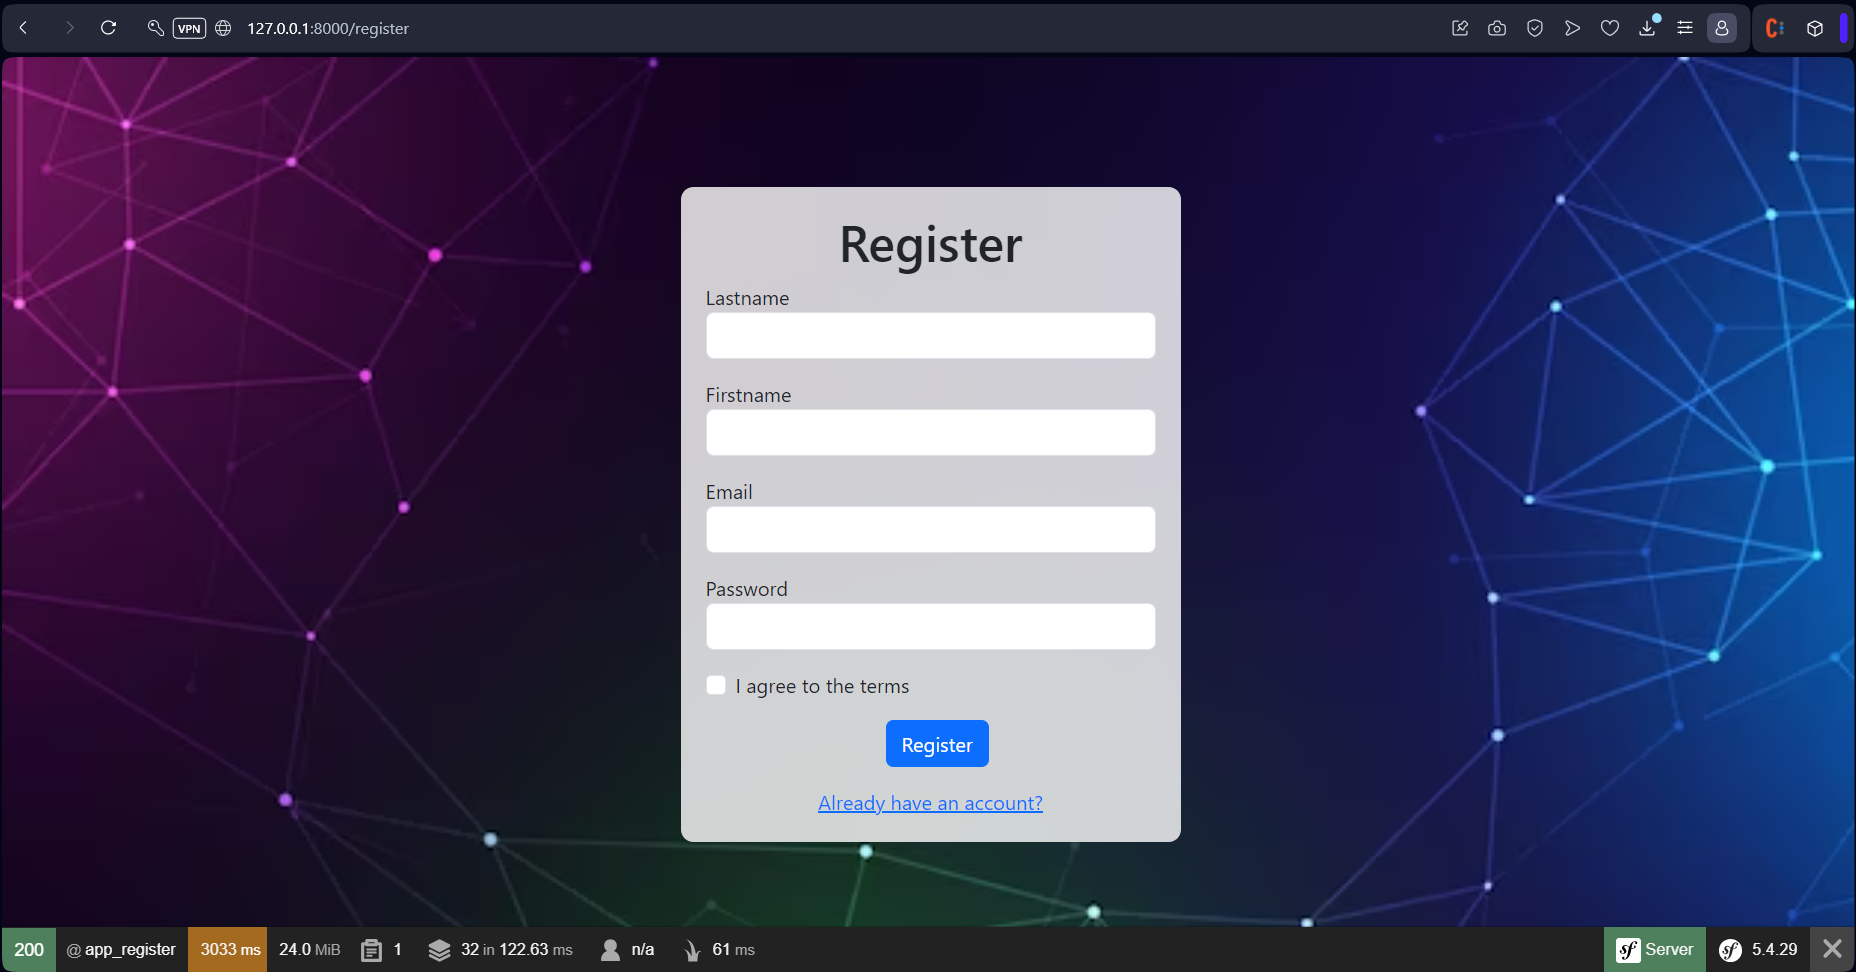 VPN 127.0.0.1:8000/register
Register
Lastname
Firstname
Email
Password
I agree to the terms
Register
Already have an account?
200 @ app_register 3033 ms 24.0 MiB 1 32 in 122.63 ms n/a 61 ms sf Server sf 5.4.29